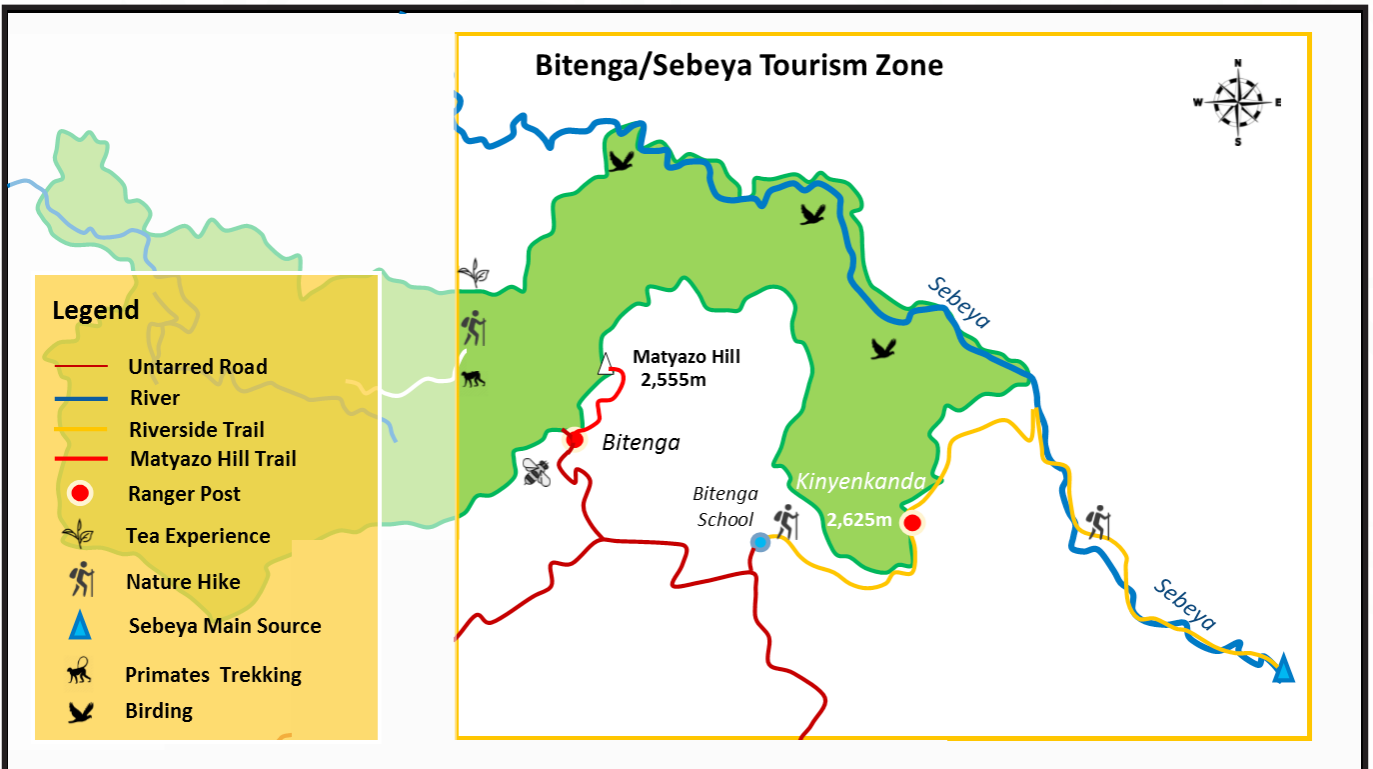 Bitenga/Sebeya Tourism Zone
N
W
E
S
Sebeya
Matyazo Hill
2,555m
Bitenga
Kinyenkanda
2,625m
Bitenga
School
Sebeya
Legend
Untarred Road
River
Riverside Trail
Matyazo Hill Trail
Ranger Post
Tea Experience
Nature Hike
Sebeya Main Source
Primates Trekking
Birding